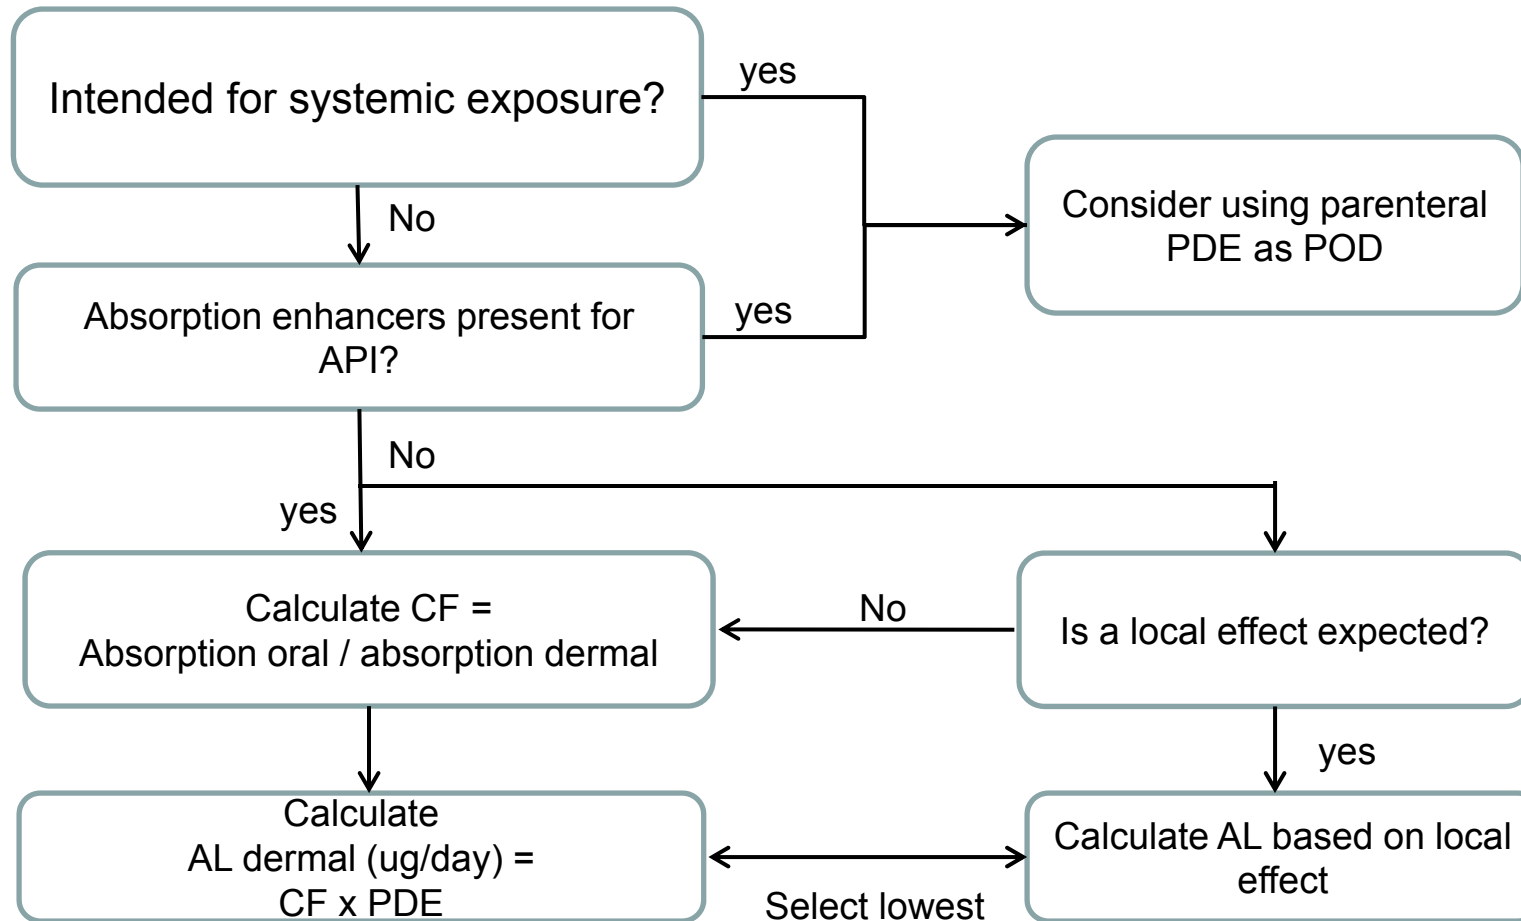 Intended for systemic exposure?
yes
No
Consider using parenteral
PDE as POD
Absorption enhancers present for
API?
yes
No
yes
Calculate CF =
Absorption oral / absorption dermal
No
Is a local effect expected?
yes
Calculate
AL dermal (ug/day) =
CF x PDE
Select lowest
Calculate AL based on local
effect